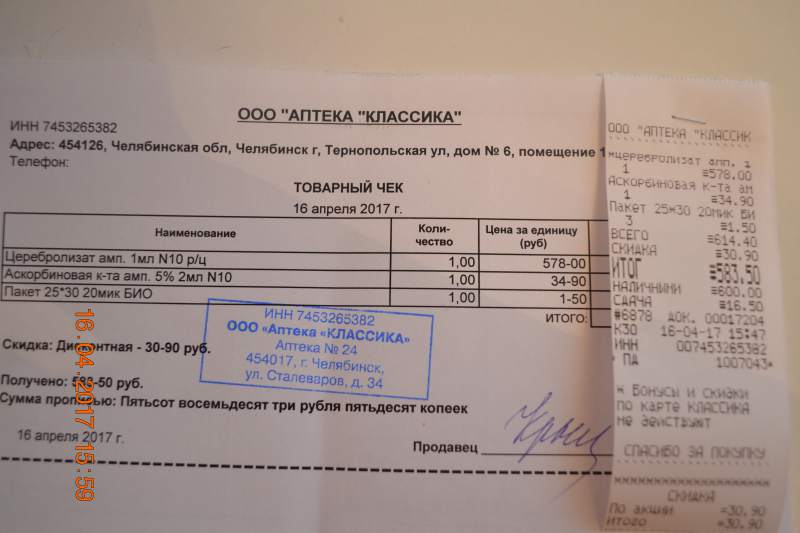 ООО "АПТЕКА "КЛАССИКА"
ИНН 7453265382
Адрес: 454126, Челябинская обл, Челябинск г, Тернопольская ул, дом № 6, помещение 1
Телефон:
ТОВАРНЫЙ ЧЕК
16 апреля 2017 г.
Наименование Коли-чество Цена за единицу (руб)
Церебролизат амп. 1мл N10 р/ц 1,00 578-00
Аскорбиновая к-та амп. 5% 2мл N10 1,00 34-90
Пакет 25*30 20мик БИО 1,00 1-50
ИТОГО:
Скидка: Дисконтная - 30-90 руб.
Получено: 583-50 руб.
Сумма прописью: Пятьсот восемьдесят три рубля пятьдесят копеек
16 апреля 2017 г.
Продавец
ИНН 7453265382
ООО «Аптека «КЛАССИКА»
Аптека № 24
454017, г. Челябинск,
ул. Сталеваров, д. 34
16.04.2017 15:59
ООО "АПТЕКА "КЛАССИК
*Церебролизат амп. 1
1 =578.00
Аскорбиновая к-та ам
1 =34.90
Пакет 25*30 20мик БИ
3 =1.50
ВСЕГО =614.40
СКИДКА =30.90
ИТОГ =583.50
НАЛИЧНЫМИ =600.00
СДАЧА =16.50
#6878 ДОК. 00017204
К30 16-04-17 15:47
ИНН 007453265382
* ПД 1007043*
* Бонусы и скидки
по карте КЛАССИКА
не действуют
СПАСИБО ЗА ПОКУПКУ
СКИДКА
По акции =30.90
Итого =30.90